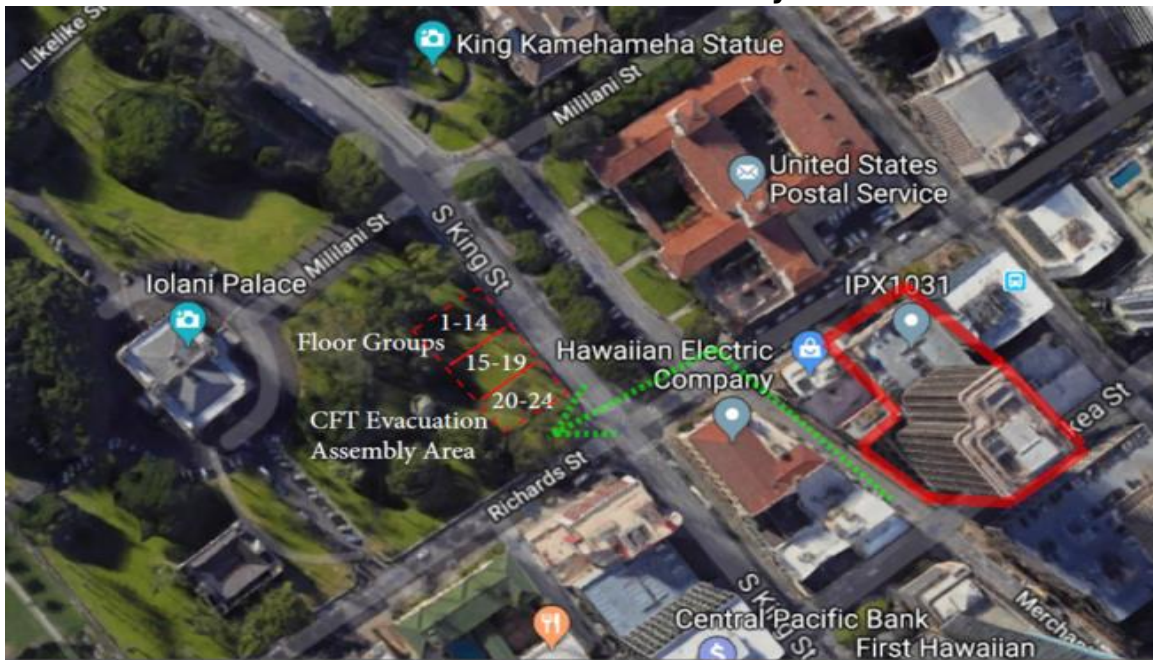 Likelike St
King Kamehameha Statue
Mililani St
United States
Postal Service
S King St
Mililani St
Iolani Palace
IPX1031
1-14
Floor Groups
15-19
Hawaiian Electric
Company
20-24
CFT Evacuation
Assembly Area
kea St
Richards St
S King St
Central Pacific Bank
First Hawaiian